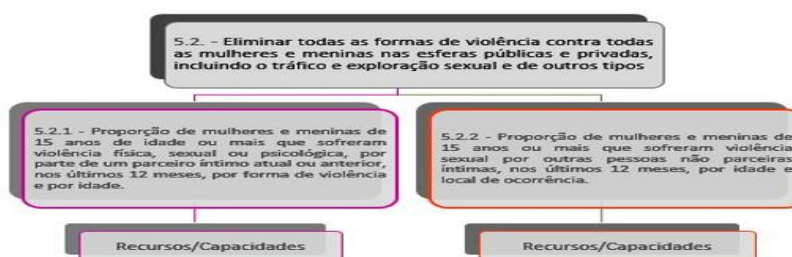 5.2. - Eliminar todas as formas de violência contra todas
as mulheres e meninas nas esferas públicas e privadas,
incluindo o tráfico e exploração sexual e de outros tipos
5.2.1 - Proporção de mulheres e meninas de
15 anos de idade ou mais que sofreram
violência física, sexual ou psicológica, por
parte de um parceiro íntimo atual ou anterior,
nos últimos 12 meses, por forma de violência
e por idade.
5.2.2 - Proporção de mulheres e meninas de
15 anos ou mais que sofreram violência
sexual por outras pessoas não parceiras
íntimas, nos últimos 12 meses, por idade e
local de ocorrência.
Recursos/Capacidades
Recursos/Capacidades